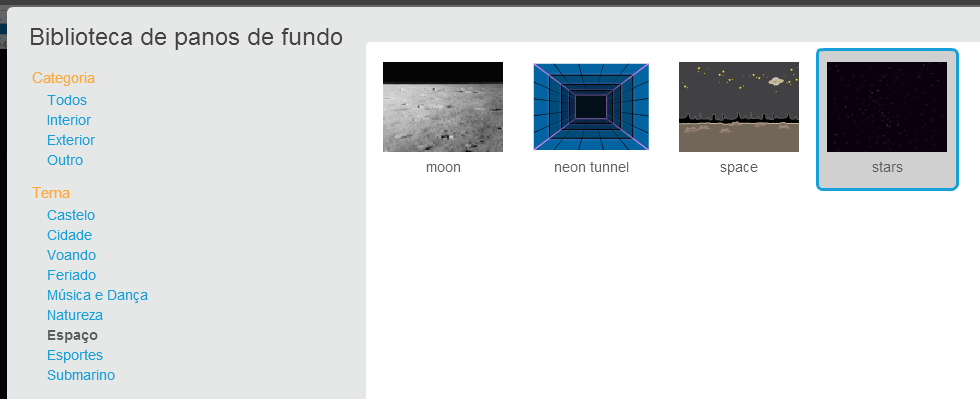 Biblioteca de panos de fundo
Categoria
Todos
Interior
Exterior
Outro
Tema
Castelo
Cidade
Voando
Feriado
Música e Dança
Natureza
Espaço
Esportes
Submarino
moon
neon tunnel
space
stars